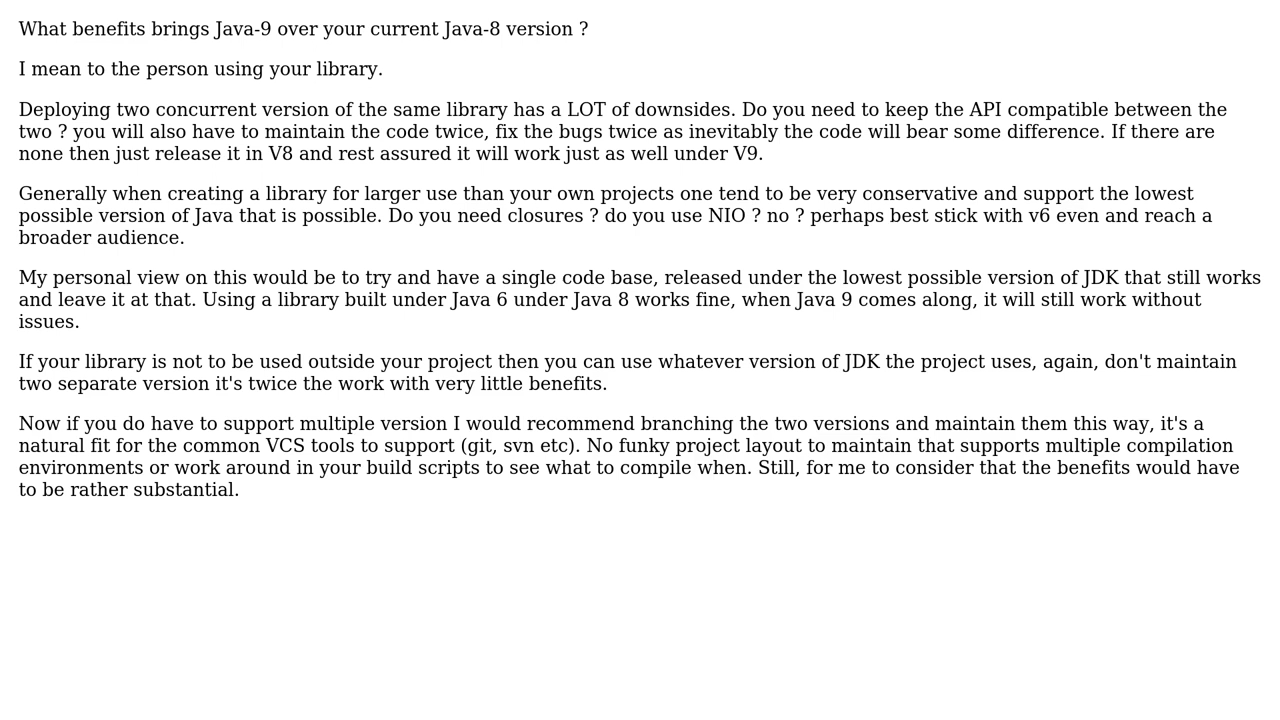 What benefits brings Java-9 over your current Java-8 version ?
I mean to the person using your library.
Deploying two concurrent version of the same library has a LOT of downsides. Do you need to keep the API compatible between the
two ? you will also have to maintain the code twice, fix the bugs twice as inevitably the code will bear some difference. If there are
none then just release it in V8 and rest assured it will work just as well under V9.
Generally when creating a library for larger use than your own projects one tend to be very conservative and support the lowest
possible version of Java that is possible. Do you need closures ? do you use NIO ? no ? perhaps best stick with v6 even and reach a
broader audience.
My personal view on this would be to try and have a single code base, released under the lowest possible version of JDK that still works
and leave it at that. Using a library built under Java 6 under Java 8 works fine, when Java 9 comes along, it will still work without
issues.
If your library is not to be used outside your project then you can use whatever version of JDK the project uses, again, don't maintain
two separate version it's twice the work with very little benefits.
Now if you do have to support multiple version I would recommend branching the two versions and maintain them this way, it's a
natural fit for the common VCS tools to support (git, svn etc). No funky project layout to maintain that supports multiple compilation
environments or work around in your build scripts to see what to compile when. Still, for me to consider that the benefits would have
to be rather substantial.